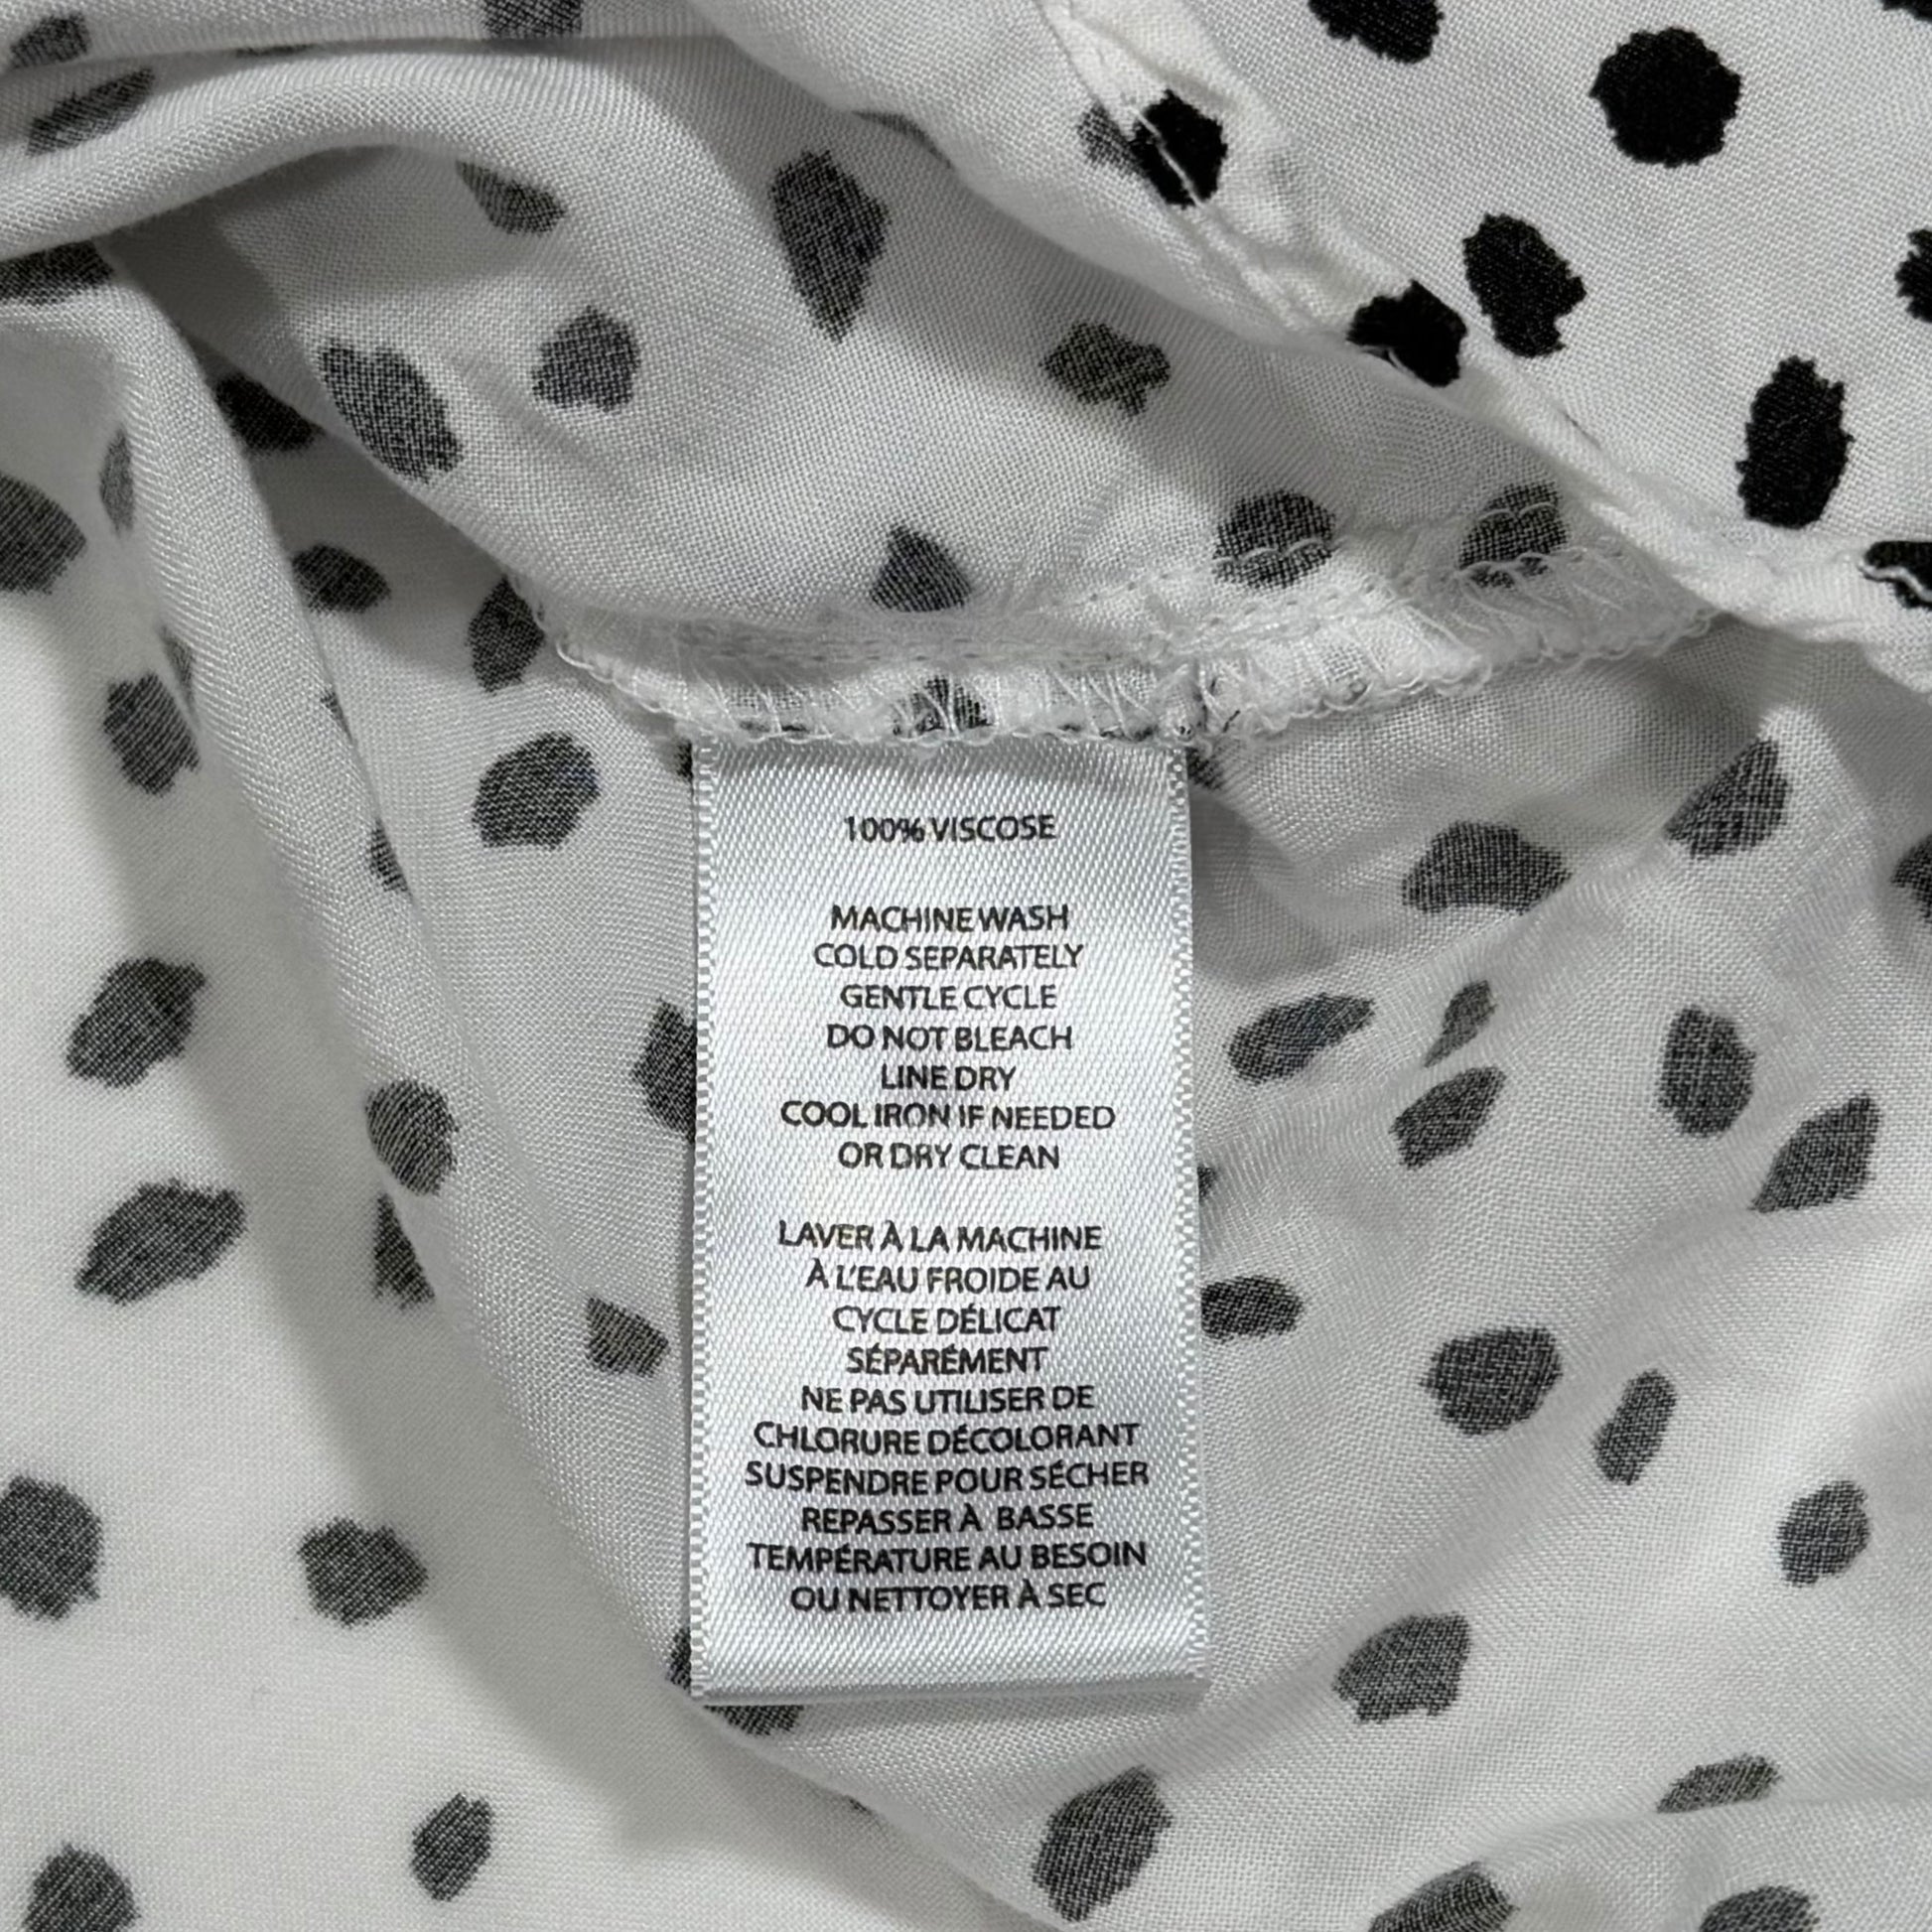 100% VISCOSE
MACHINE WASH
COLD SEPARATELY
GENTLE CYCLE
DO NOT BLEACH
LINE DRY
COOL IRON IF NEEDED
OR DRY CLEAN
LAVER À LA MACHINE
À L'EAU FROIDE AU
CYCLE DÉLICAT
SÉPARÉMENT
NE PAS UTILISER DE
CHLORURE DÉCOLORANT
SUSPENDRE POUR SÉCHER
REPASSER À BASSE
TEMPÉRATURE AU BESOIN
OU NETTOYER À SEC